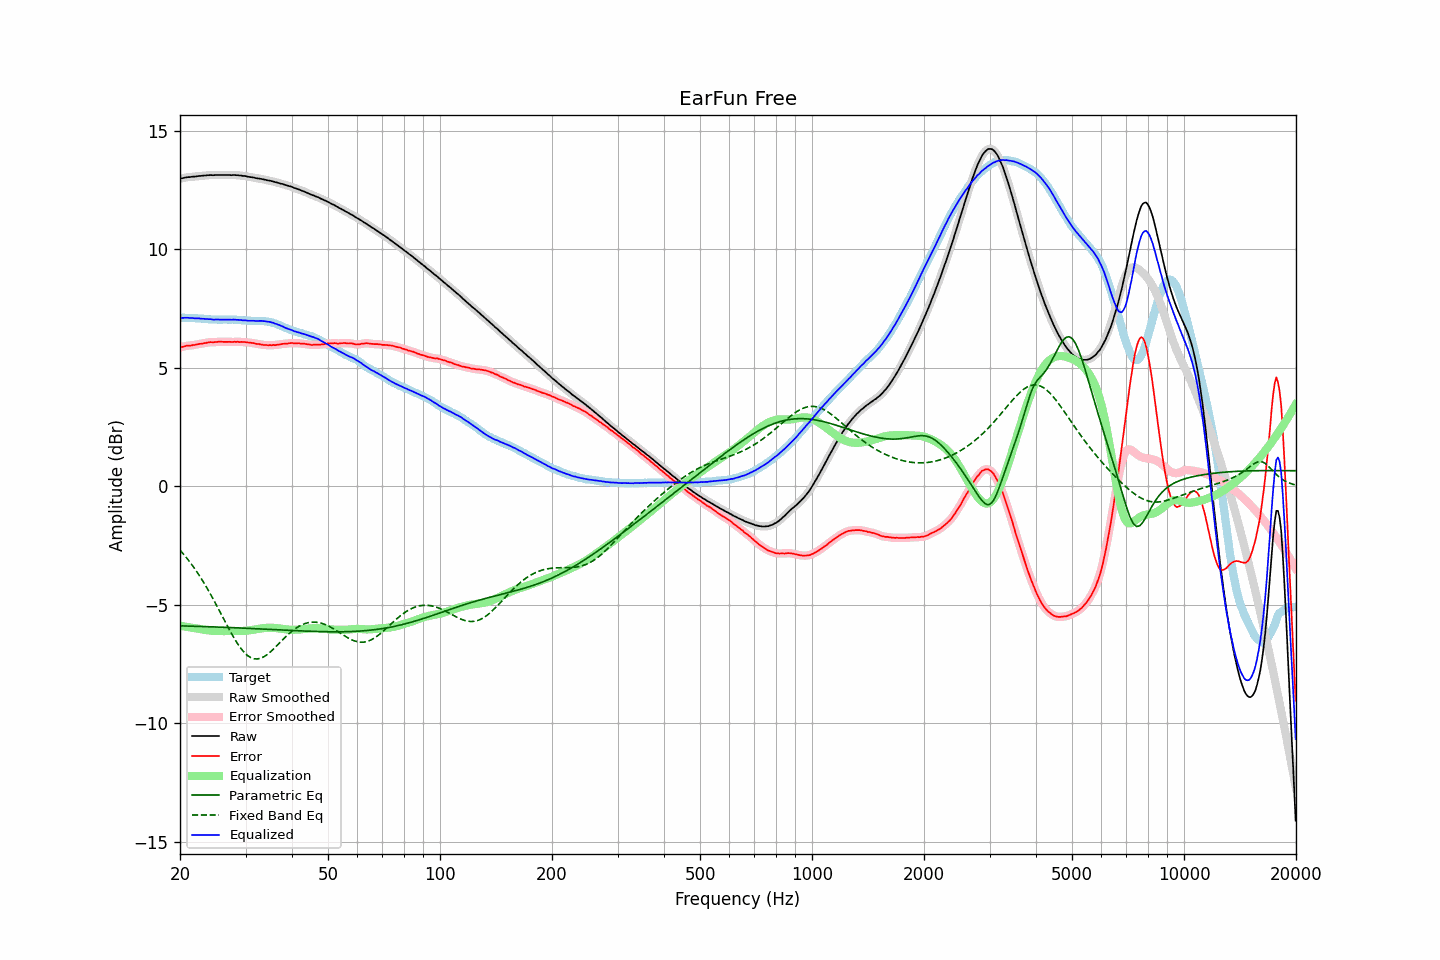 EarFun Free
15
10
5
0
−5
−10
−15
Amplitude (dBr)
Target
Raw Smoothed
Error Smoothed
Raw
Error
Equalization
Parametric Eq
Fixed Band Eq
Equalized
20
50
100
200
500
1000
2000
5000
10000
20000
Frequency (Hz)